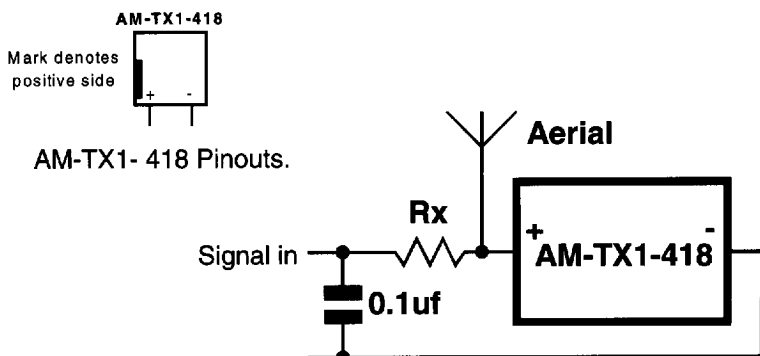 AM-TX1-418
Mark denotes
positive side
+ -
AM-TX1- 418 Pinouts.
Aerial
Rx
+ -
Signal in
AM-TX1-418
0.1uf